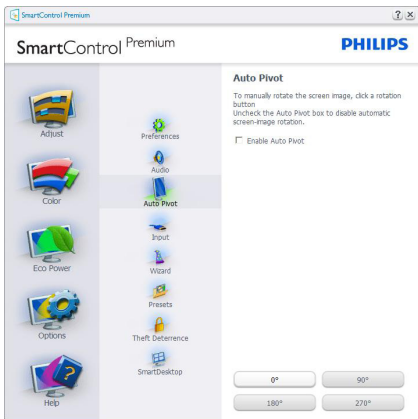 SmartControl Premium
SmartControl Premium
PHILIPS
Adjust
Color
Eco Power
Options
Help
Preferences
Audio
Auto Pivot
Input
Wizard
Presets
Theft Deterrence
SmartDesktop
Auto Pivot
To manually rotate the screen image, click a rotation
button
Uncheck the Auto Pivot box to disable automatic
screen-image rotation.
Enable Auto Pivot
0°
90°
180°
270°